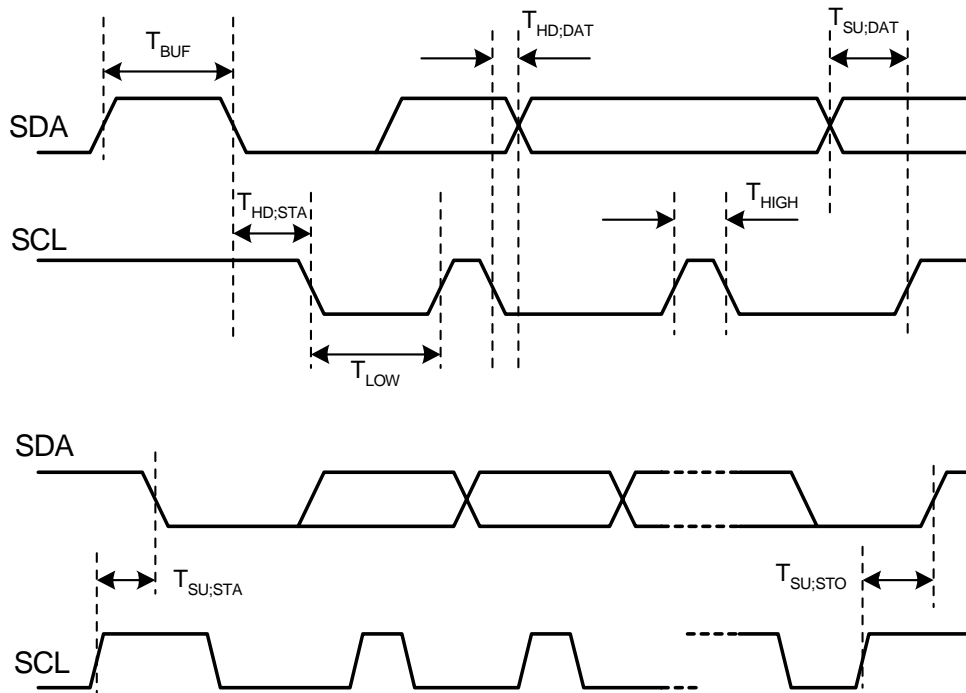 T_BUF
T_HD;DAT
T_SU;DAT
SDA
T_HD;STA
T_HIGH
SCL
T_LOW
SDA
T_SU;STA
T_SU;STO
SCL